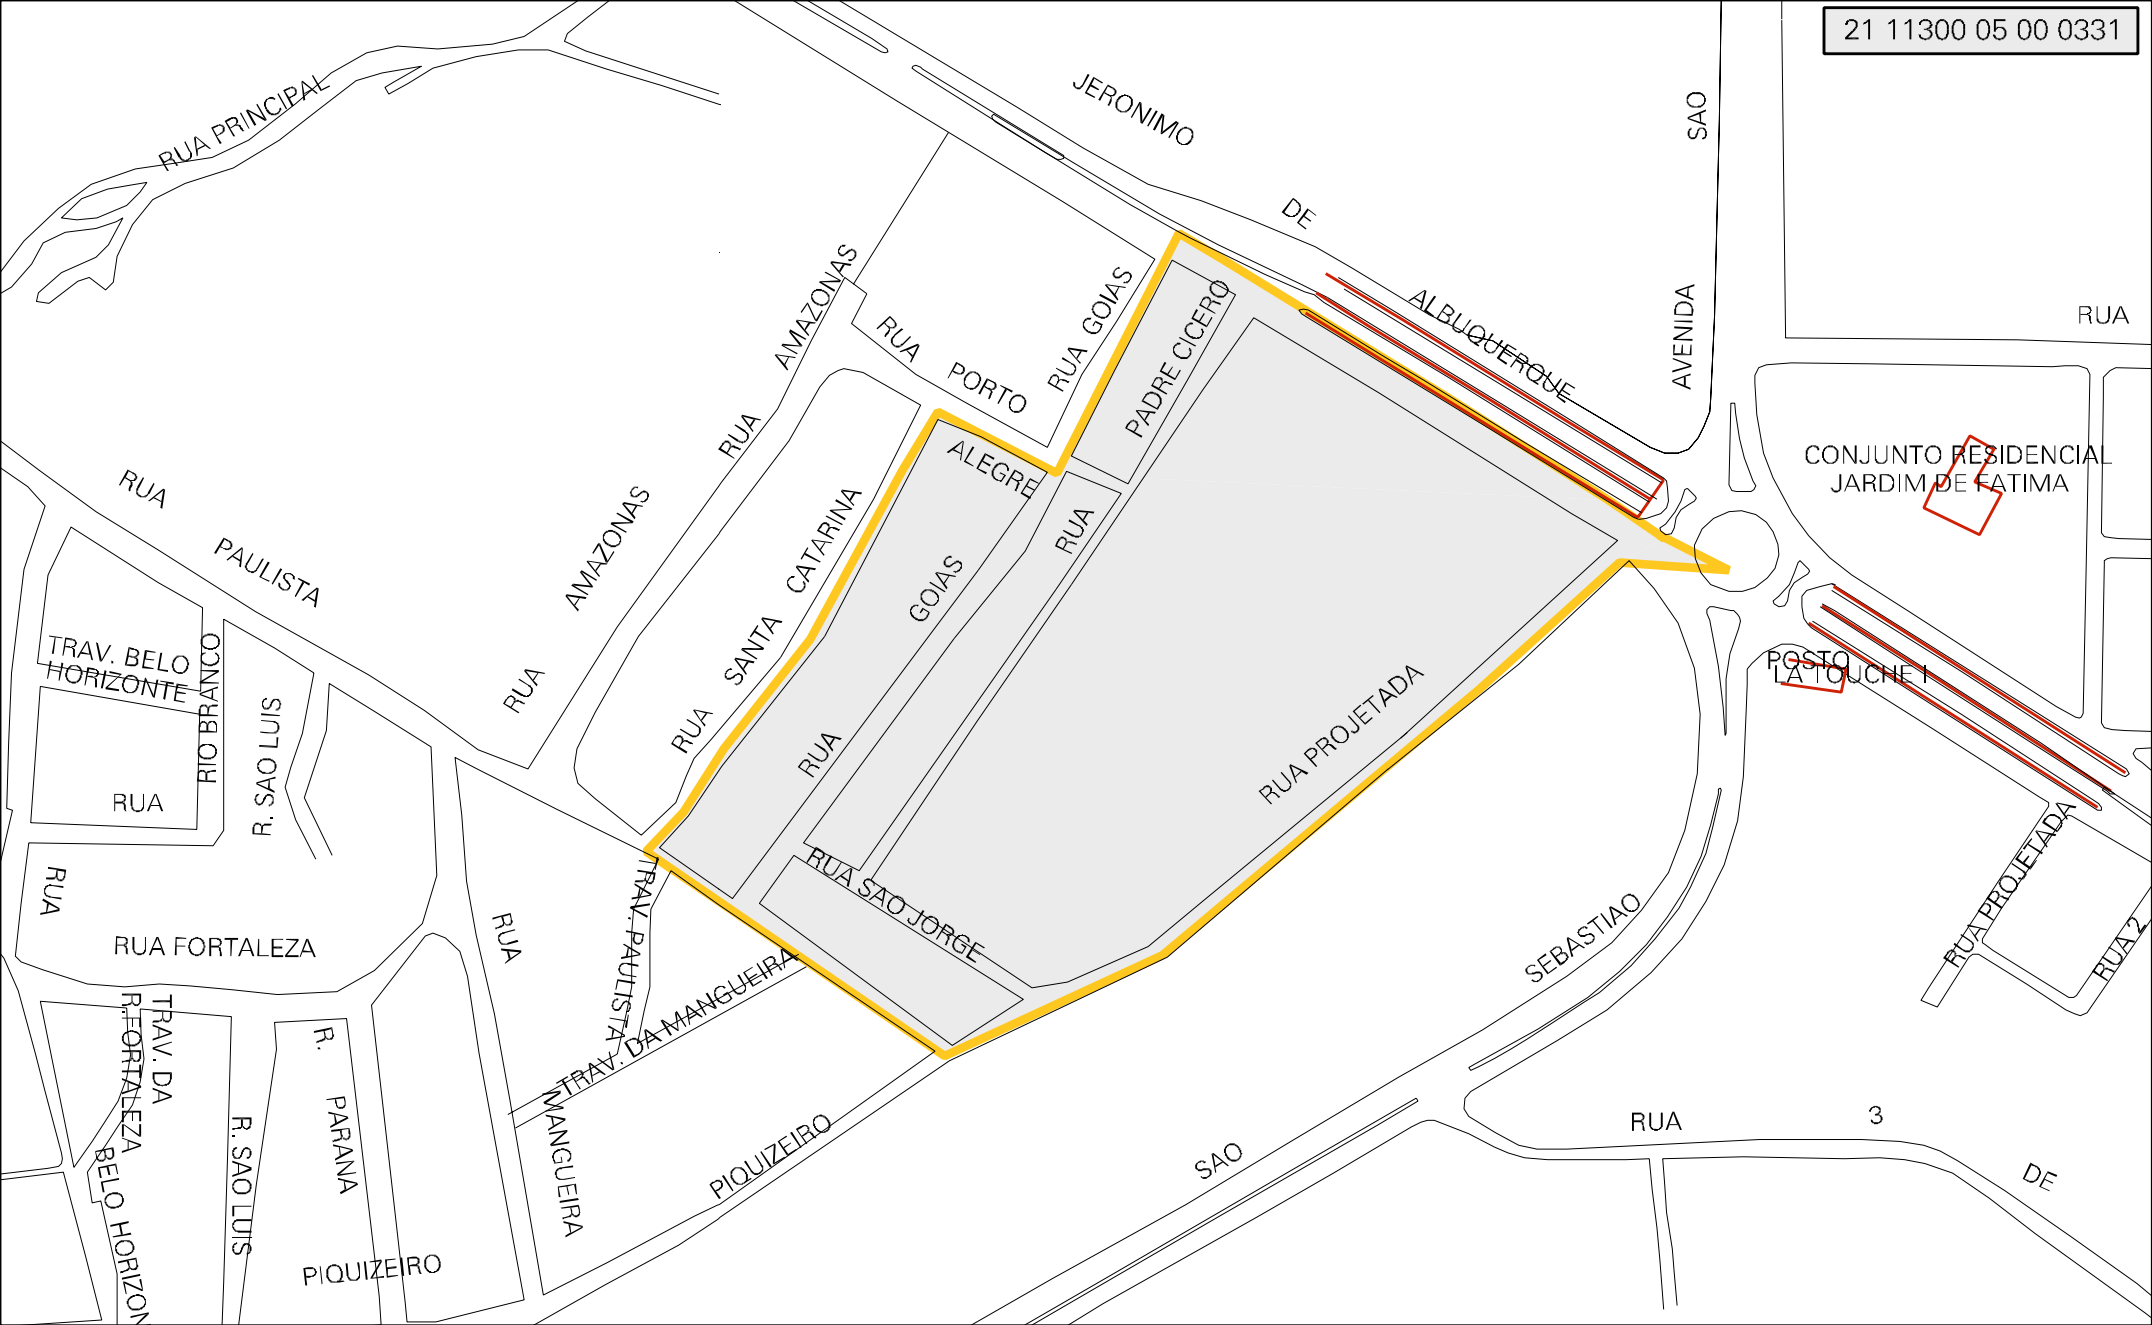 21 11300 05 00 0331
JERONIMO
SAO
RUA PRINCIPAL
DE
AMAZONAS
RUA GOIAS
PADRE CICERO
ALBUQUERQUE
AVENIDA
RUA
RUA
PORTO
RUA
ALEGRE
CONJUNTO RESIDENCIAL
JARDIM DE FATIMA
RUA
PAULISTA
AMAZONAS
CATARINA
RUA
GOIAS
SANTA
RUA
RUA
RUA
RUA PROJETADA
TRAV. BELO
HORIZONTE
RIO BRANCO
R. SAO LUIS
POSTO
LA TOUCHE I
RUA
RUA
RUA SAO JORGE
TRAV. PAULISTA
RUA
RUA FORTALEZA
SEBASTIAO
RUA PROJETADA
RUA 2
TRAV. DA MANGUEIRA
TRAV. DA
R.FORTALEZA
R.
PARANA
R. SAO LUIS
BELO HORIZON
MANGUEIRA
PIQUIZEIRO
PIQUIZEIRO
SAO
RUA
3
DE